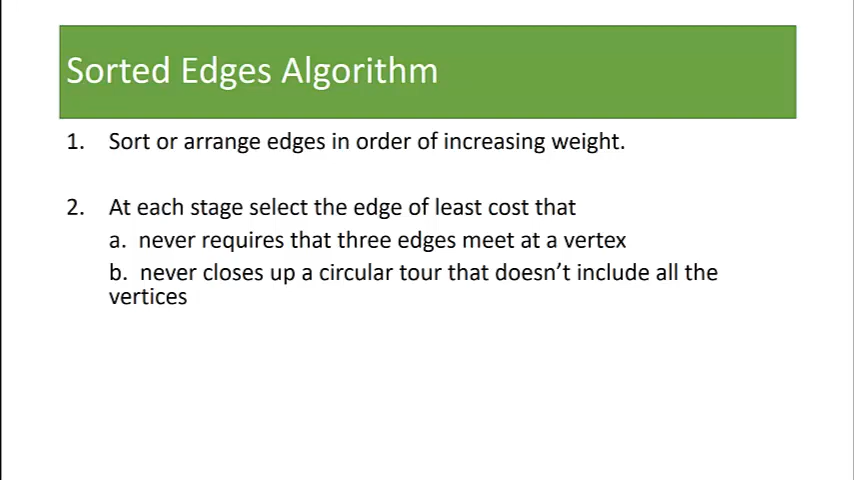 Sorted Edges Algorithm
1. Sort or arrange edges in order of increasing weight.
2. At each stage select the edge of least cost that
a. never requires that three edges meet at a vertex
b. never closes up a circular tour that doesn’t include all the
vertices